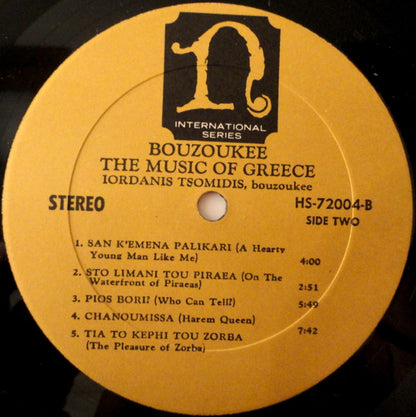 n
INTERNATIONAL
SERIES
BOUZOUKEE
THE MUSIC OF GREECE
IORDANIS TSOMIDIS, bouzoukee
STEREO
HS-72004-B
SIDE TWO
1. SAN K'EMENA PALIKARI (A Hearty
Young Man Like Me) 4:00
2. STO LIMANI TOU PIRAEA (On The
Waterfront of Piraeas) 2:51
3. PIOS BORI? (Who Can Tell?) 5:49
4. CHANOUMISSA (Harem Queen)
5. TIA TO KEPHI TOU ZORBA 7:42
(The Pleasure of Zorba)